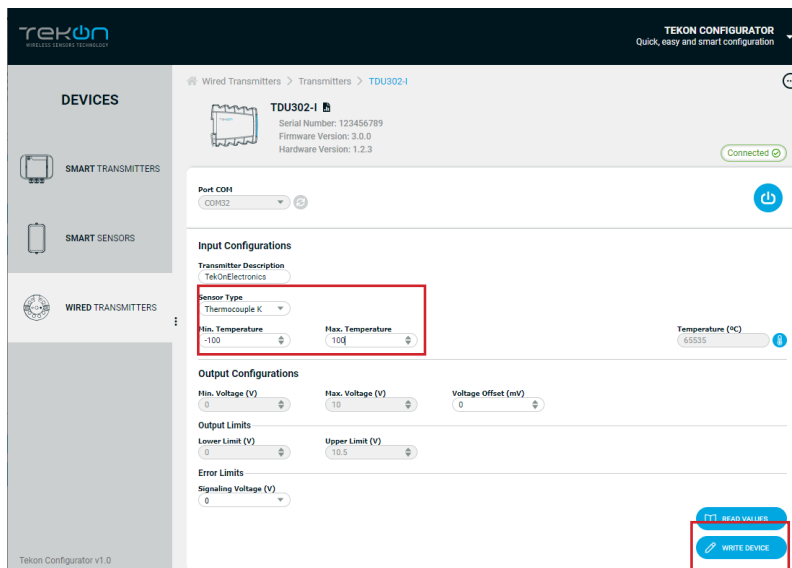 Tekon
WIRELESS SENSORS TECHNOLOGY
TEKON CONFIGURATOR
Quick, easy and smart configuration
DEVICES
SMART TRANSMITTERS
SMART SENSORS
WIRED TRANSMITTERS
Tekon Configurator v1.0
Wired Transmitters > Transmitters > TDU302-I
TDU302-I
Serial Number: 123456789
Firmware Version: 3.0.0
Hardware Version: 1.2.3
Connected
Port COM
COM32
Input Configurations
Transmitter Description
TekOnElectronics
Sensor Type
Thermocouple K
Min. Temperature Max. Temperature Temperature (ºC)
-100 100 65535
Output Configurations
Min. Voltage (V) Max. Voltage (V) Voltage Offset (mV)
0 10 0
Output Limits
Lower Limit (V) Upper Limit (V)
0 10.5
Error Limits
Signaling Voltage (V)
0
READ VALUES
WRITE DEVICE